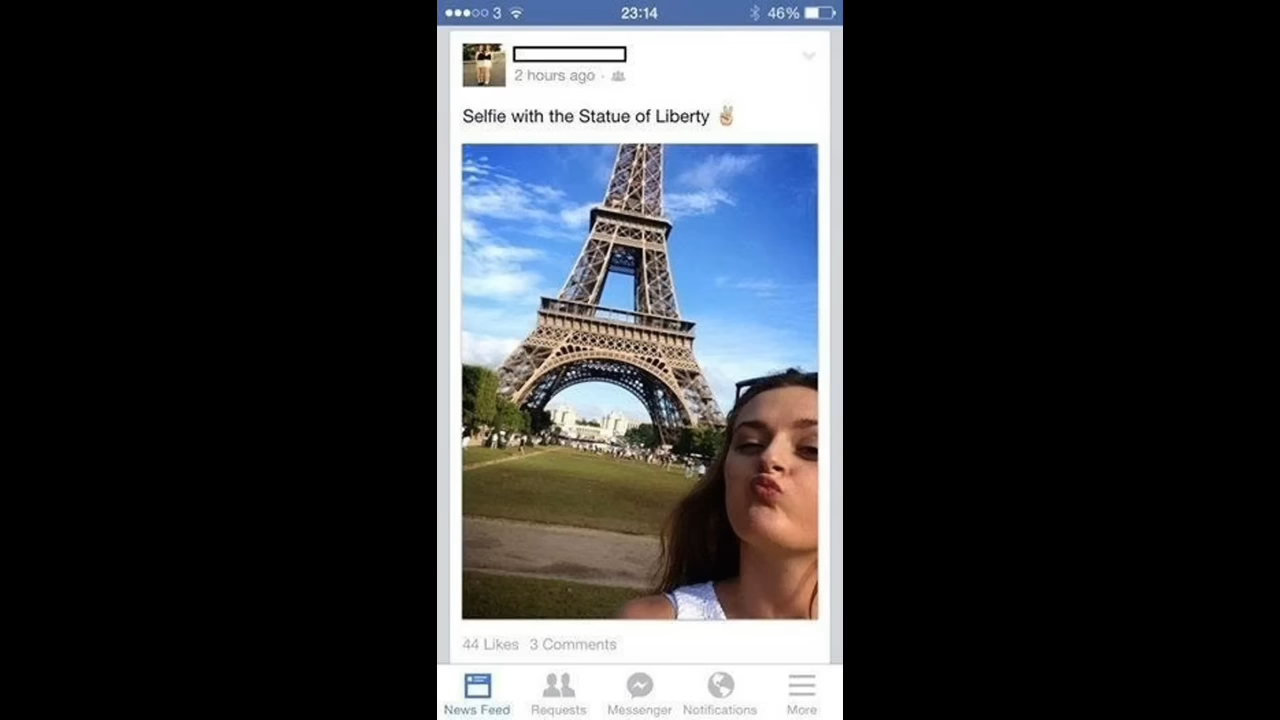 3 23:14 46%
2 hours ago ·
Selfie with the Statue of Liberty ✌🏼
44 Likes 3 Comments
News Feed Requests Messenger Notifications More